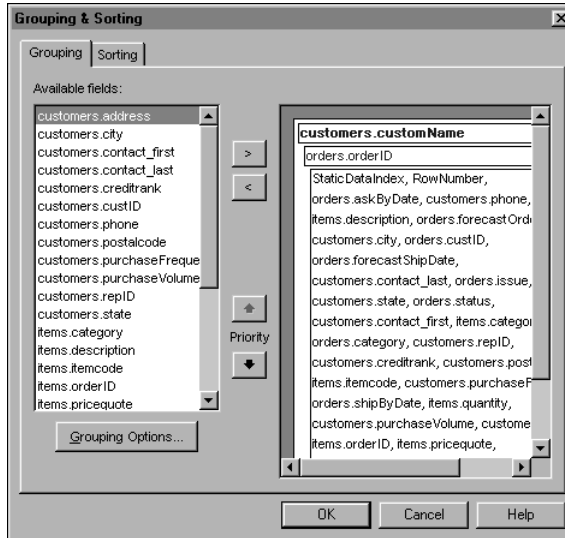 Grouping & Sorting
Grouping
Sorting
Available fields:
customers.address
customers.city
customers.contact_first
customers.contact_last
customers.creditrank
customers.custID
customers.phone
customers.postalcode
customers.purchaseFreque
customers.purchaseVolume
customers.repID
customers.state
items.category
items.description
items.itemcode
items.orderID
items.pricequote
Grouping Options...
>
<
Priority
customers.customName
orders.orderID
StaticDataIndex, RowNumber,
orders.askByDate, customers.phone,
items.description, orders.forecastOrd
customers.city, orders.custID,
orders.forecastShipDate,
customers.contact_last, orders.issue,
customers.state, orders.status,
customers.contact_first, items.categor
orders.category, customers.repID,
customers.creditrank, customers.post
items.itemcode, customers.purchaseF
orders.shipByDate, items.quantity,
customers.purchaseVolume, custome
items.orderID, items.pricequote,
OK
Cancel
Help